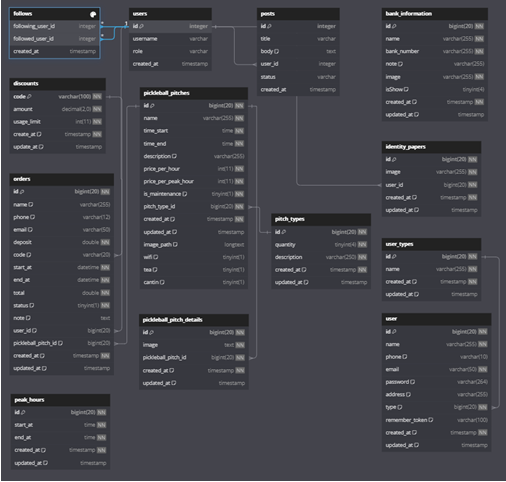 follows
following_user_id integer
followed_user_id integer
created_at timestamp
users
id integer
username varchar
role varchar
created_at timestamp
posts
id integer
title varchar
body text
user_id integer
status varchar
created_at timestamp
bank_information
id bigint(20) NN
name varchar(255) NN
bank_number varchar(255) NN
note varchar(255)
image varchar(255) NN
isShow tinyint(4)
created_at timestamp NN
updated_at timestamp NN
discounts
code varchar(100) NN
amount decimal(2,0) NN
usage_limit int(11) NN
create_at timestamp NN
update_at timestamp
pickleball_pitches
id bigint(20) NN
name varchar(255) NN
time_start time NN
time_end time NN
description varchar(255)
price_per_hour int(11) NN
price_per_peak_hour int(11) NN
is_maintenance tinyint(1) NN
pitch_type_id bigint(20) NN
created_at timestamp NN
updated_at timestamp
image_path longtext
wifi tinyint(1)
tea tinyint(1)
cantin tinyint(1)
identity_papers
id bigint(20) NN
image varchar(255)
user_id bigint(20)
created_at timestamp NN
updated_at timestamp
orders
id bigint(20) NN
name varchar(255)
phone varchar(12)
email varchar(50)
deposit double NN
code varchar(20)
start_at datetime NN
end_at datetime NN
total double NN
status tinyint(1) NN
note text
user_id bigint(20)
pickleball_pitch_id bigint(20)
created_at timestamp NN
updated_at timestamp
pitch_types
id bigint(20) NN
quantity tinyint(4) NN
description varchar(250) NN
created_at timestamp NN
updated_at timestamp NN
user_types
id bigint(20) NN
name varchar(255) NN
created_at timestamp NN
updated_at timestamp NN
pickleball_pitch_details
id bigint(20) NN
image text NN
pickleball_pitch_id bigint(20) NN
created_at timestamp NN
updated_at timestamp
user
id bigint(20) NN
name varchar(255) NN
phone varchar(10)
email varchar(50) NN
password varchar(264)
address varchar(255)
type bigint(20) NN
remember_token varchar(100)
created_at timestamp NN
updated_at timestamp
peak_hours
id bigint(20) NN
start_at time NN
end_at time NN
created_at timestamp NN
updated_at timestamp